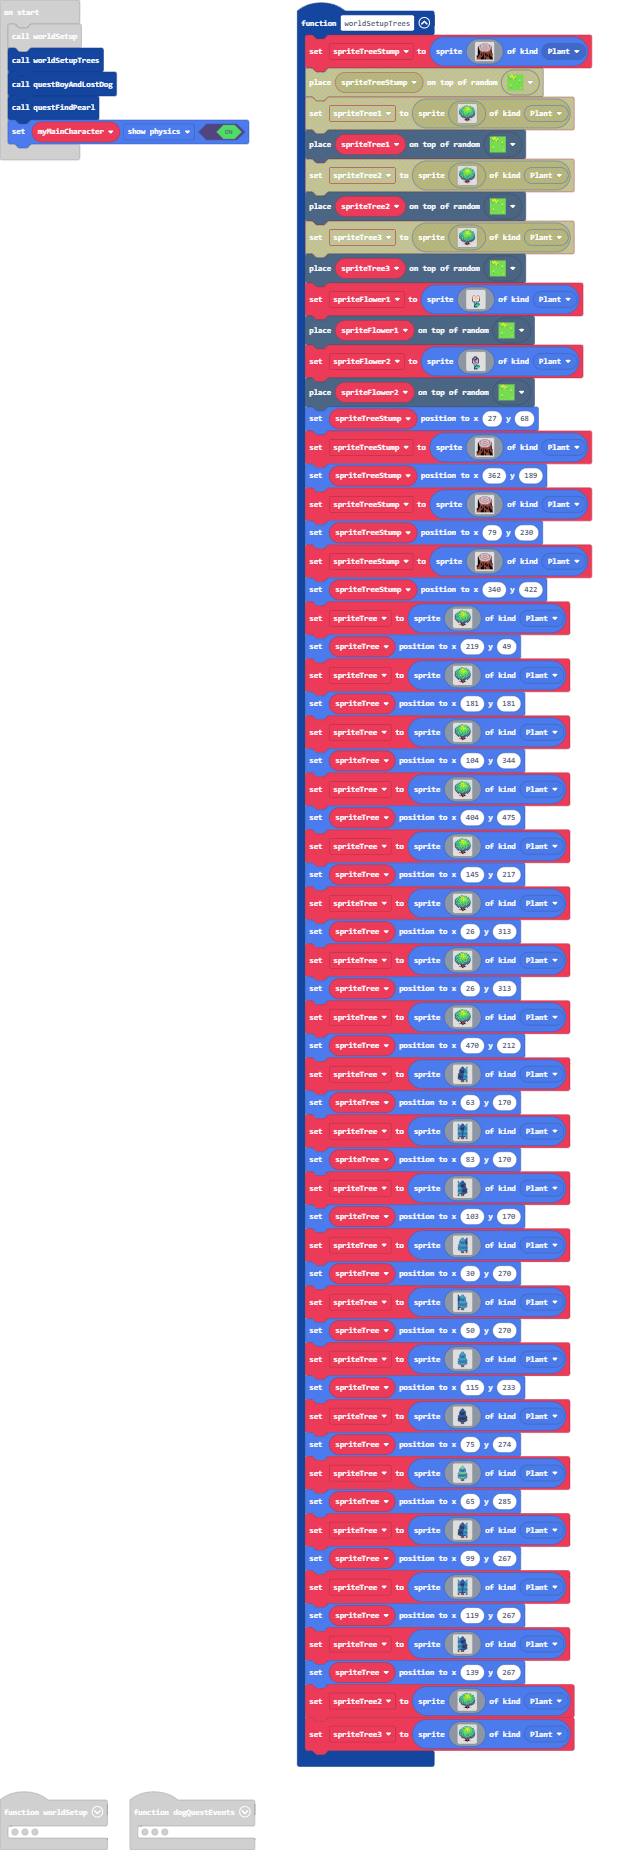 on start
call worldSetup
call worldSetupTrees
call questBoyAndLostDog
call questFindPearl
set myMainCharacter show physics ON
function worldSetupTrees
set spriteTreeStump to sprite of kind Plant
place spriteTreeStump on top of random
set spriteTree1 to sprite of kind Plant
place spriteTree1 on top of random
set spriteTree2 to sprite of kind Plant
place spriteTree2 on top of random
set spriteTree3 to sprite of kind Plant
place spriteTree3 on top of random
set spriteFlower1 to sprite of kind Plant
place spriteFlower1 on top of random
set spriteFlower2 to sprite of kind Plant
place spriteFlower2 on top of random
set spriteTreeStump position to x 27 y 68
set spriteTreeStump to sprite of kind Plant
set spriteTreeStump position to x 362 y 189
set spriteTreeStump to sprite of kind Plant
set spriteTreeStump position to x 79 y 230
set spriteTreeStump to sprite of kind Plant
set spriteTreeStump position to x 340 y 422
set spriteTree to sprite of kind Plant
set spriteTree position to x 219 y 49
set spriteTree to sprite of kind Plant
set spriteTree position to x 181 y 181
set spriteTree to sprite of kind Plant
set spriteTree position to x 104 y 344
set spriteTree to sprite of kind Plant
set spriteTree position to x 404 y 475
set spriteTree to sprite of kind Plant
set spriteTree position to x 145 y 217
set spriteTree to sprite of kind Plant
set spriteTree position to x 26 y 313
set spriteTree to sprite of kind Plant
set spriteTree position to x 26 y 313
set spriteTree to sprite of kind Plant
set spriteTree position to x 470 y 212
set spriteTree to sprite of kind Plant
set spriteTree position to x 63 y 170
set spriteTree to sprite of kind Plant
set spriteTree position to x 83 y 170
set spriteTree to sprite of kind Plant
set spriteTree position to x 103 y 170
set spriteTree to sprite of kind Plant
set spriteTree position to x 30 y 270
set spriteTree to sprite of kind Plant
set spriteTree position to x 50 y 270
set spriteTree to sprite of kind Plant
set spriteTree position to x 115 y 233
set spriteTree to sprite of kind Plant
set spriteTree position to x 75 y 274
set spriteTree to sprite of kind Plant
set spriteTree position to x 65 y 285
set spriteTree to sprite of kind Plant
set spriteTree position to x 99 y 267
set spriteTree to sprite of kind Plant
set spriteTree position to x 119 y 267
set spriteTree to sprite of kind Plant
set spriteTree position to x 139 y 267
set spriteTree2 to sprite of kind Plant
set spriteTree3 to sprite of kind Plant
function worldSetup
function dogQuestEvents